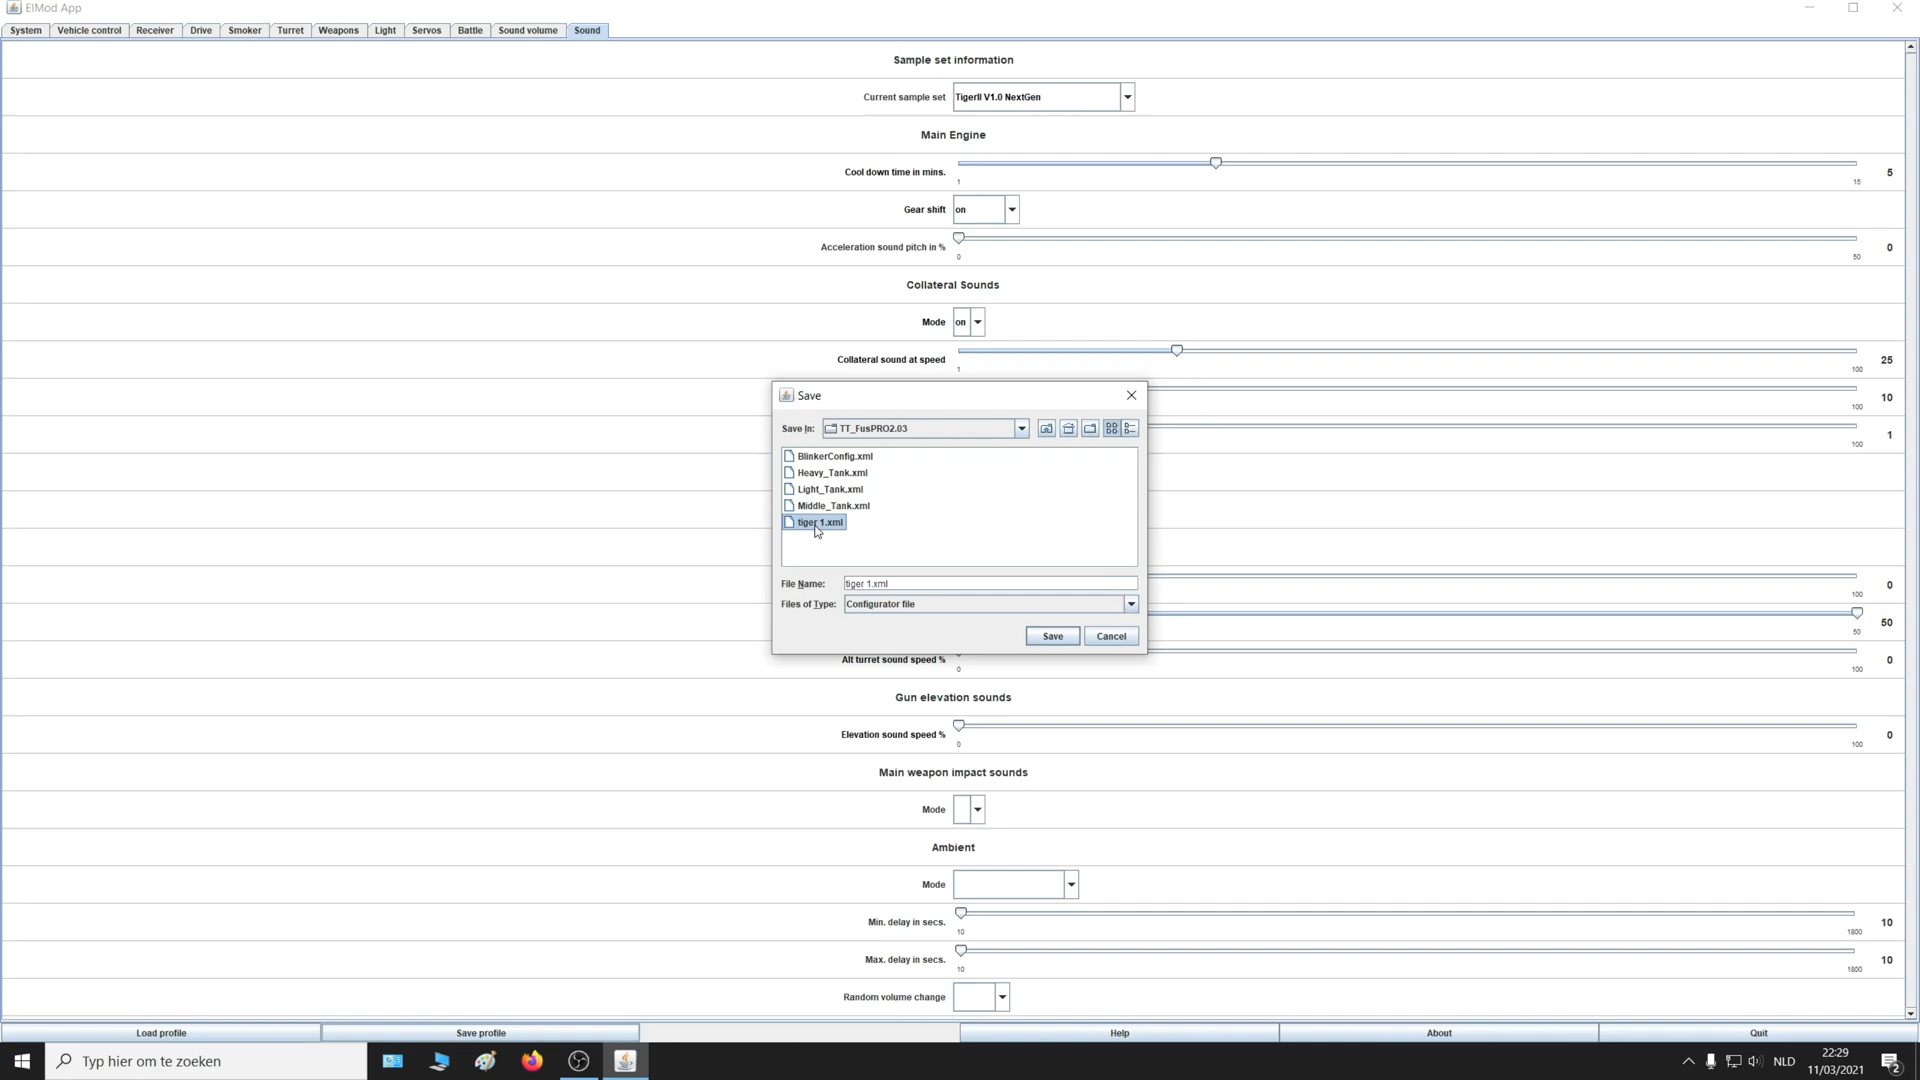 ElMod App
System Vehicle control Receiver Drive Smoker Turret Weapons Light Servos Battle Sound volume Sound
Sample set information
Current sample set TigerII V1.0 NextGen
Main Engine
Cool down time in mins. 5
1 15
Gear shift on
Acceleration sound pitch in % 0
0 50
Collateral Sounds
Mode on
Collateral sound at speed 25
1 100
10
100
1
100
Save
Save In: TT_FusPRO2.03
BlinkerConfig.xml
Heavy_Tank.xml
Light_Tank.xml
Middle_Tank.xml
tiger 1.xml
File Name: tiger 1.xml
Files of Type: Configurator file
Save Cancel
0
100
50
50
Alt turret sound speed % 0
0 100
Gun elevation sounds
Elevation sound speed % 0
0 100
Main weapon impact sounds
Mode
Ambient
Mode
Min. delay in secs. 10
10 1800
Max. delay in secs. 10
10 1800
Random volume change
Load profile Save profile Help About Quit
Typ hier om te zoeken
NLD
22:29
11/03/2021
2